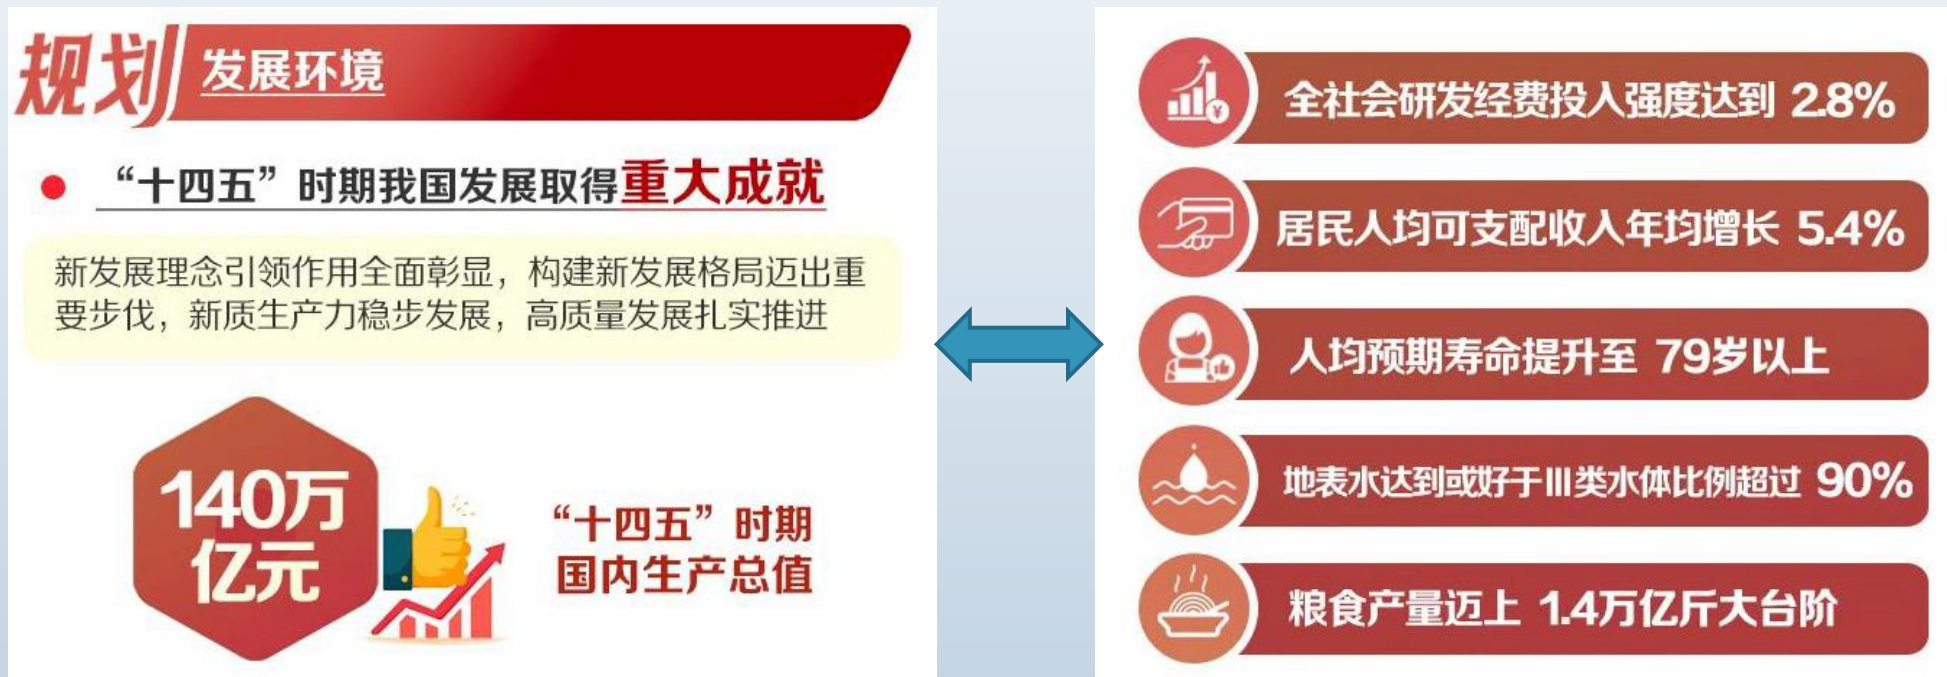 规划 发展环境
“十四五”时期我国发展取得重大成就
新发展理念引领作用全面彰显，构建新发展格局迈出重
要步伐，新质生产力稳步发展，高质量发展扎实推进
140万
亿元
“十四五”时期
国内生产总值
全社会研发经费投入强度达到 2.8%
居民人均可支配收入年均增长 5.4%
人均预期寿命提升至 79岁以上
地表水达到或好于Ⅲ类水体比例超过 90%
粮食产量迈上 1.4万亿斤大台阶